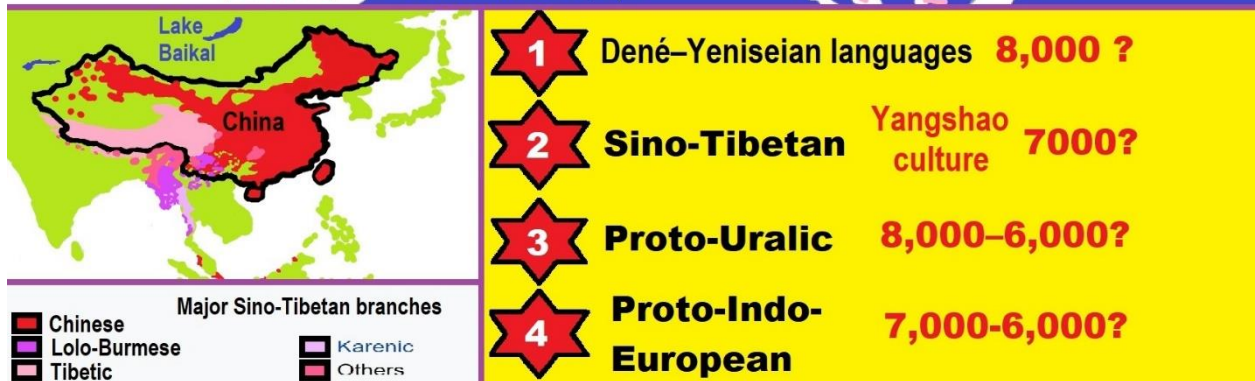 Lake
Baikal
China
Major Sino-Tibetan branches
Chinese
Lolo-Burmese
Tibetic
Karenic
Others
1 Dené–Yeniseian languages 8,000 ?
2 Sino-Tibetan Yangshao culture 7000?
3 Proto-Uralic 8,000–6,000?
4 Proto-Indo-
European 7,000-6,000?